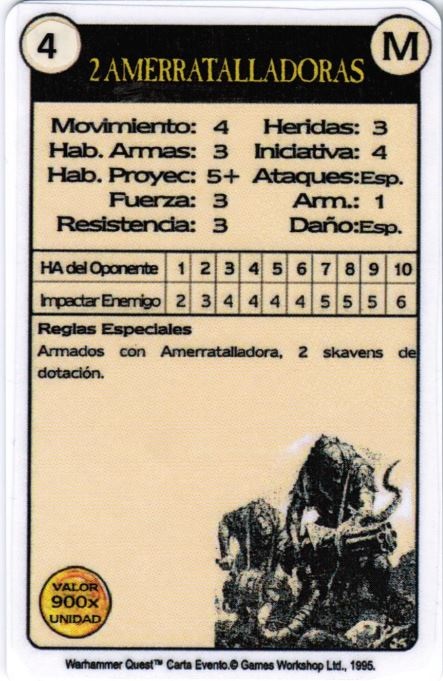 4
M
2 AMERRATALLADORAS
Movimiento: 4 Heridas: 3
Hab. Armas: 3 Iniciativa: 4
Hab. Proyec: 5+ Ataques:Esp.
Fuerza: 3 Arm.: 1
Resistencia: 3 Daño:Esp.
HA del Oponente 1 2 3 4 5 6 7 8 9 10
Impactar Enemigo 2 3 4 4 4 4 5 5 5 6
Reglas Especiales
Armados con Amerratalladora, 2 skavens de
dotación.
VALOR
900x
UNIDAD
Warhammer Quest™ Carta Evento.© Games Workshop Ltd., 1995.